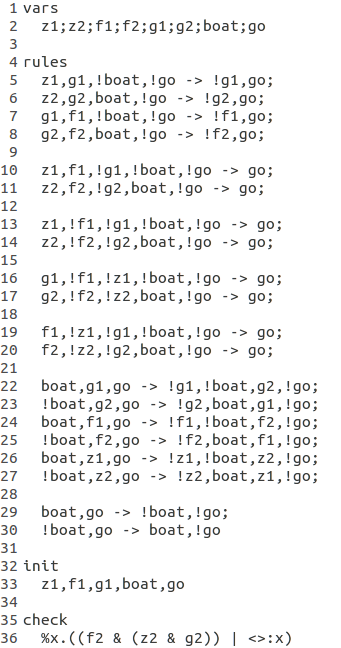 1 vars
2 z1;z2;f1;f2;g1;g2;boat;go
3
4 rules
5 z1,g1,!boat,!go -> !g1,go;
6 z2,g2,boat,!go -> !g2,go;
7 g1,f1,!boat,!go -> !f1,go;
8 g2,f2,boat,!go -> !f2,go;
9
10 z1,f1,!g1,!boat,!go -> go;
11 z2,f2,!g2,boat,!go -> go;
12
13 z1,!f1,!g1,!boat,!go -> go;
14 z2,!f2,!g2,boat,!go -> go;
15
16 g1,!f1,!z1,!boat,!go -> go;
17 g2,!f2,!z2,boat,!go -> go;
18
19 f1,!z1,!g1,!boat,!go -> go;
20 f2,!z2,!g2,boat,!go -> go;
21
22 boat,g1,go -> !g1,!boat,g2,!go;
23 !boat,g2,go -> !g2,boat,g1,!go;
24 boat,f1,go -> !f1,!boat,f2,!go;
25 !boat,f2,go -> !f2,boat,f1,!go;
26 boat,z1,go -> !z1,!boat,z2,!go;
27 !boat,z2,go -> !z2,boat,z1,!go;
28
29 boat,go -> !boat,!go;
30 !boat,go -> boat,!go
31
32 init
33 z1,f1,g1,boat,go
34
35 check
36 %x.((f2 & (z2 & g2)) | <>:x)